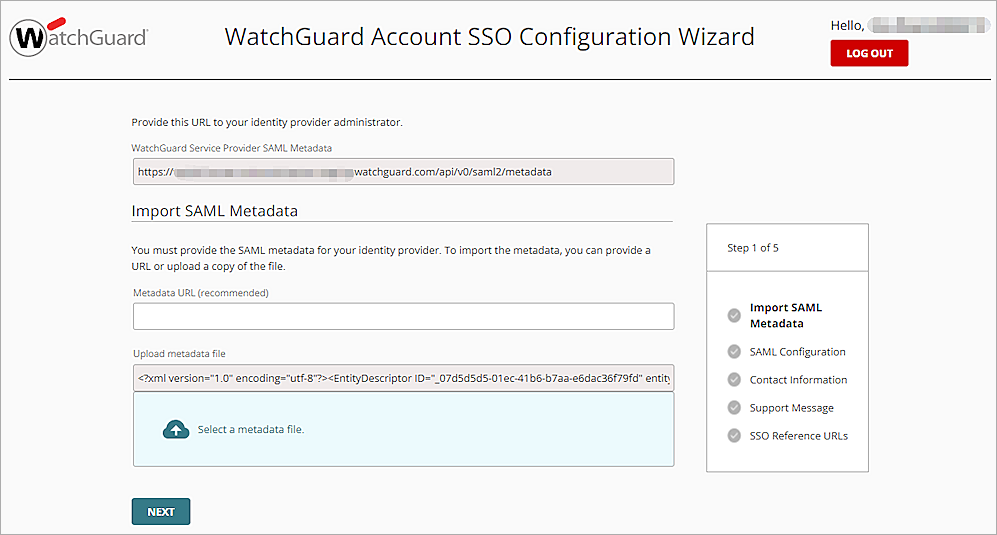 WatchGuard
WatchGuard Account SSO Configuration Wizard
Hello,
LOG OUT
Provide this URL to your identity provider administrator.
WatchGuard Service Provider SAML Metadata
https:// watchguard.com/api/v0/saml2/metadata
Import SAML Metadata
You must provide the SAML metadata for your identity provider. To import the metadata, you can provide a
URL or upload a copy of the file.
Metadata URL (recommended)
Upload metadata file
<?xml version="1.0" encoding="utf-8"?><EntityDescriptor ID="_07d5d5d5-01ec-41b6-b7aa-e6dac36f79fd" entity
Select a metadata file.
NEXT
Step 1 of 5
Import SAML
Metadata
SAML Configuration
Contact Information
Support Message
SSO Reference URLs